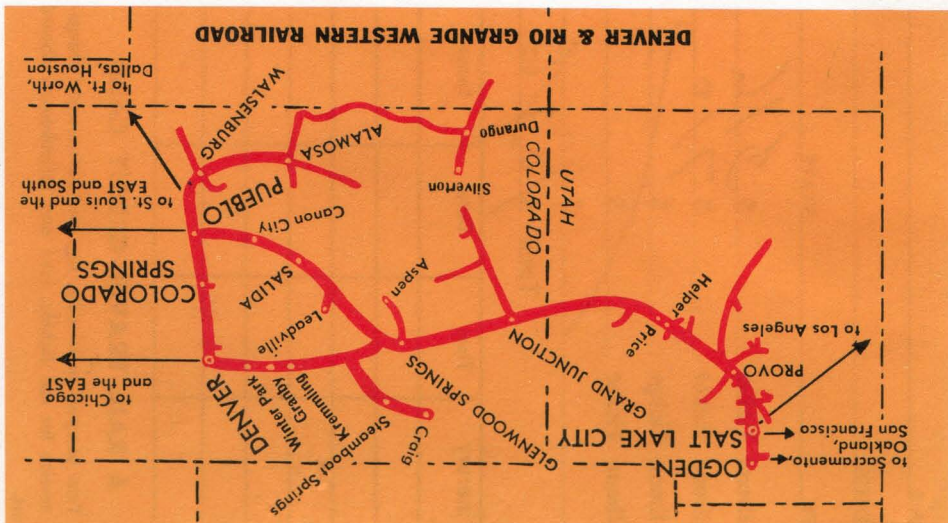 to Sacramento,
Oakland,
San Francisco
OGDEN
SALT LAKE CITY
to Los Angeles
PROVO
Helper
Price
GRAND JUNCTION
GLENWOOD SPRINGS
Craig
Steamboat Springs
Kremmling
Granby
Winter Park
DENVER
to Chicago
and the EAST
Leadville
Aspen
SALIDA
COLORADO
SPRINGS
Canon City
PUEBLO
to St. Louis and the
EAST and South
UTAH
COLORADO
Silverton
Durango
ALAMOSA
WALSENBURG
to Ft. Worth,
Dallas, Houston
DENVER & RIO GRANDE WESTERN RAILROAD